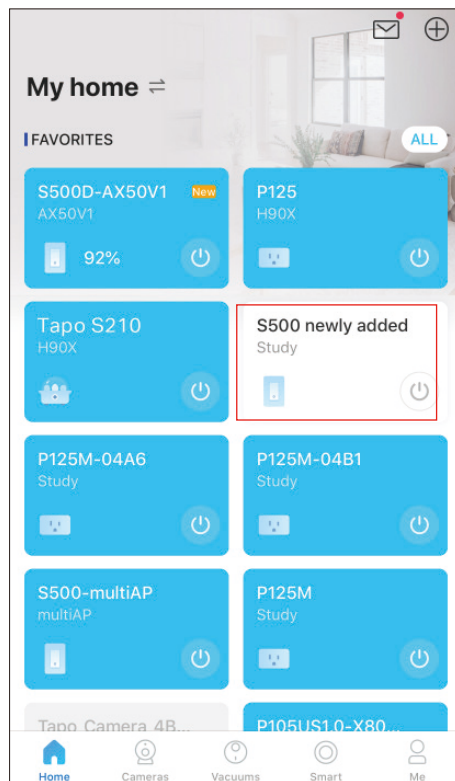 My home
FAVORITES
ALL
S500D-AX50V1 New
AX50V1
92%
P125
H90X
Tapo S210
H90X
S500 newly added
Study
P125M-04A6
Study
P125M-04B1
Study
S500-multiAP
multiAP
P125M
Study
Tapo Camera 4B...
P105US1.0-X80...
Home
Cameras
Vacuums
Smart
Me